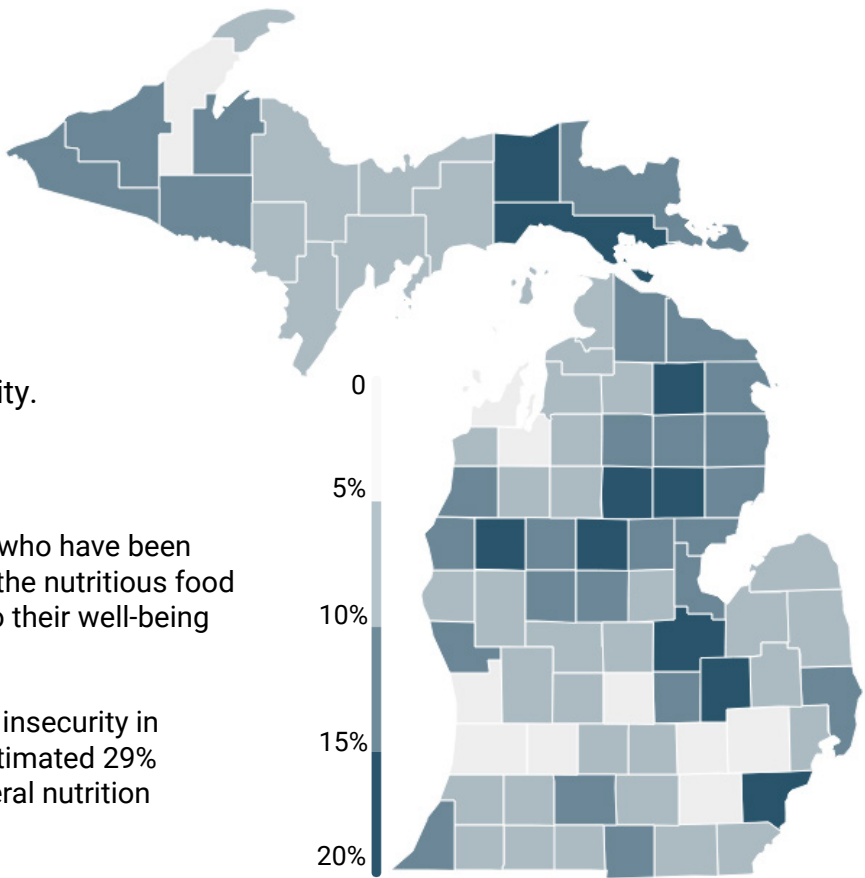 ity.
0
5%
who have been
the nutritious food
o their well-being
10%
insecurity in
timated 29%
eral nutrition
15%
20%